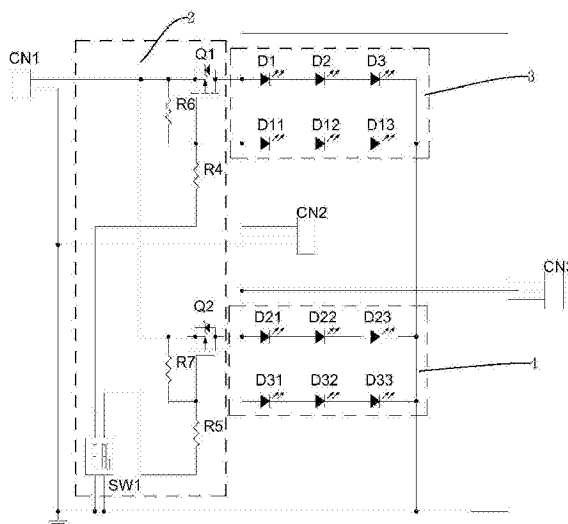 2
CN1
Q1
D1 D2 D3
3
R6
D11 D12 D13
R4
CN2
CN3
Q2
D21 D22 D23
R7
D31 D32 D33
4
R5
SW1